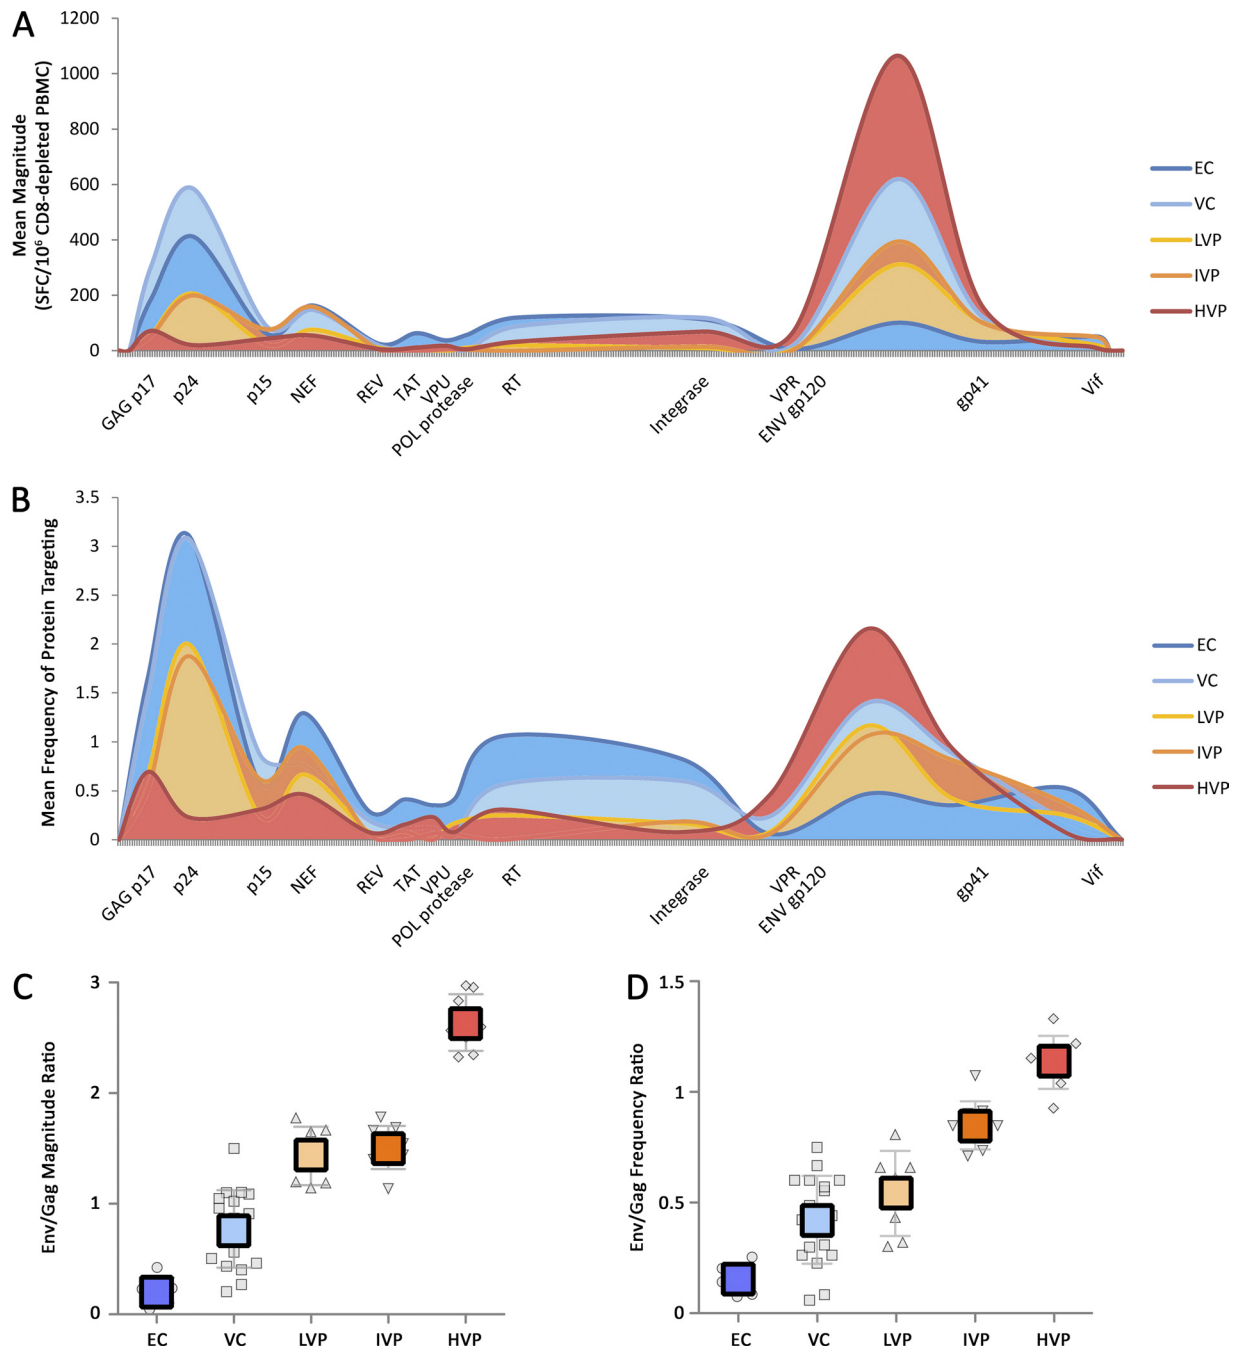 A
Mean Magnitude
(SFC/10⁶ CD8-depleted PBMC)
1200
1000
800
600
400
200
0
GAG p17
p24
p15
NEF
REV
TAT
VPU
POL protease
RT
Integrase
VPR
ENV gp120
gp41
Vif
EC
VC
LVP
IVP
HVP
B
Mean Frequency of Protein Targeting
3.5
3
2.5
2
1.5
1
0.5
0
GAG p17
p24
p15
NEF
REV
TAT
VPU
POL protease
RT
Integrase
VPR
ENV gp120
gp41
Vif
EC
VC
LVP
IVP
HVP
C
Env/Gag Magnitude Ratio
3
2
1
0
EC
VC
LVP
IVP
HVP
D
Env/Gag Frequency Ratio
1.5
1
0.5
0
EC
VC
LVP
IVP
HVP